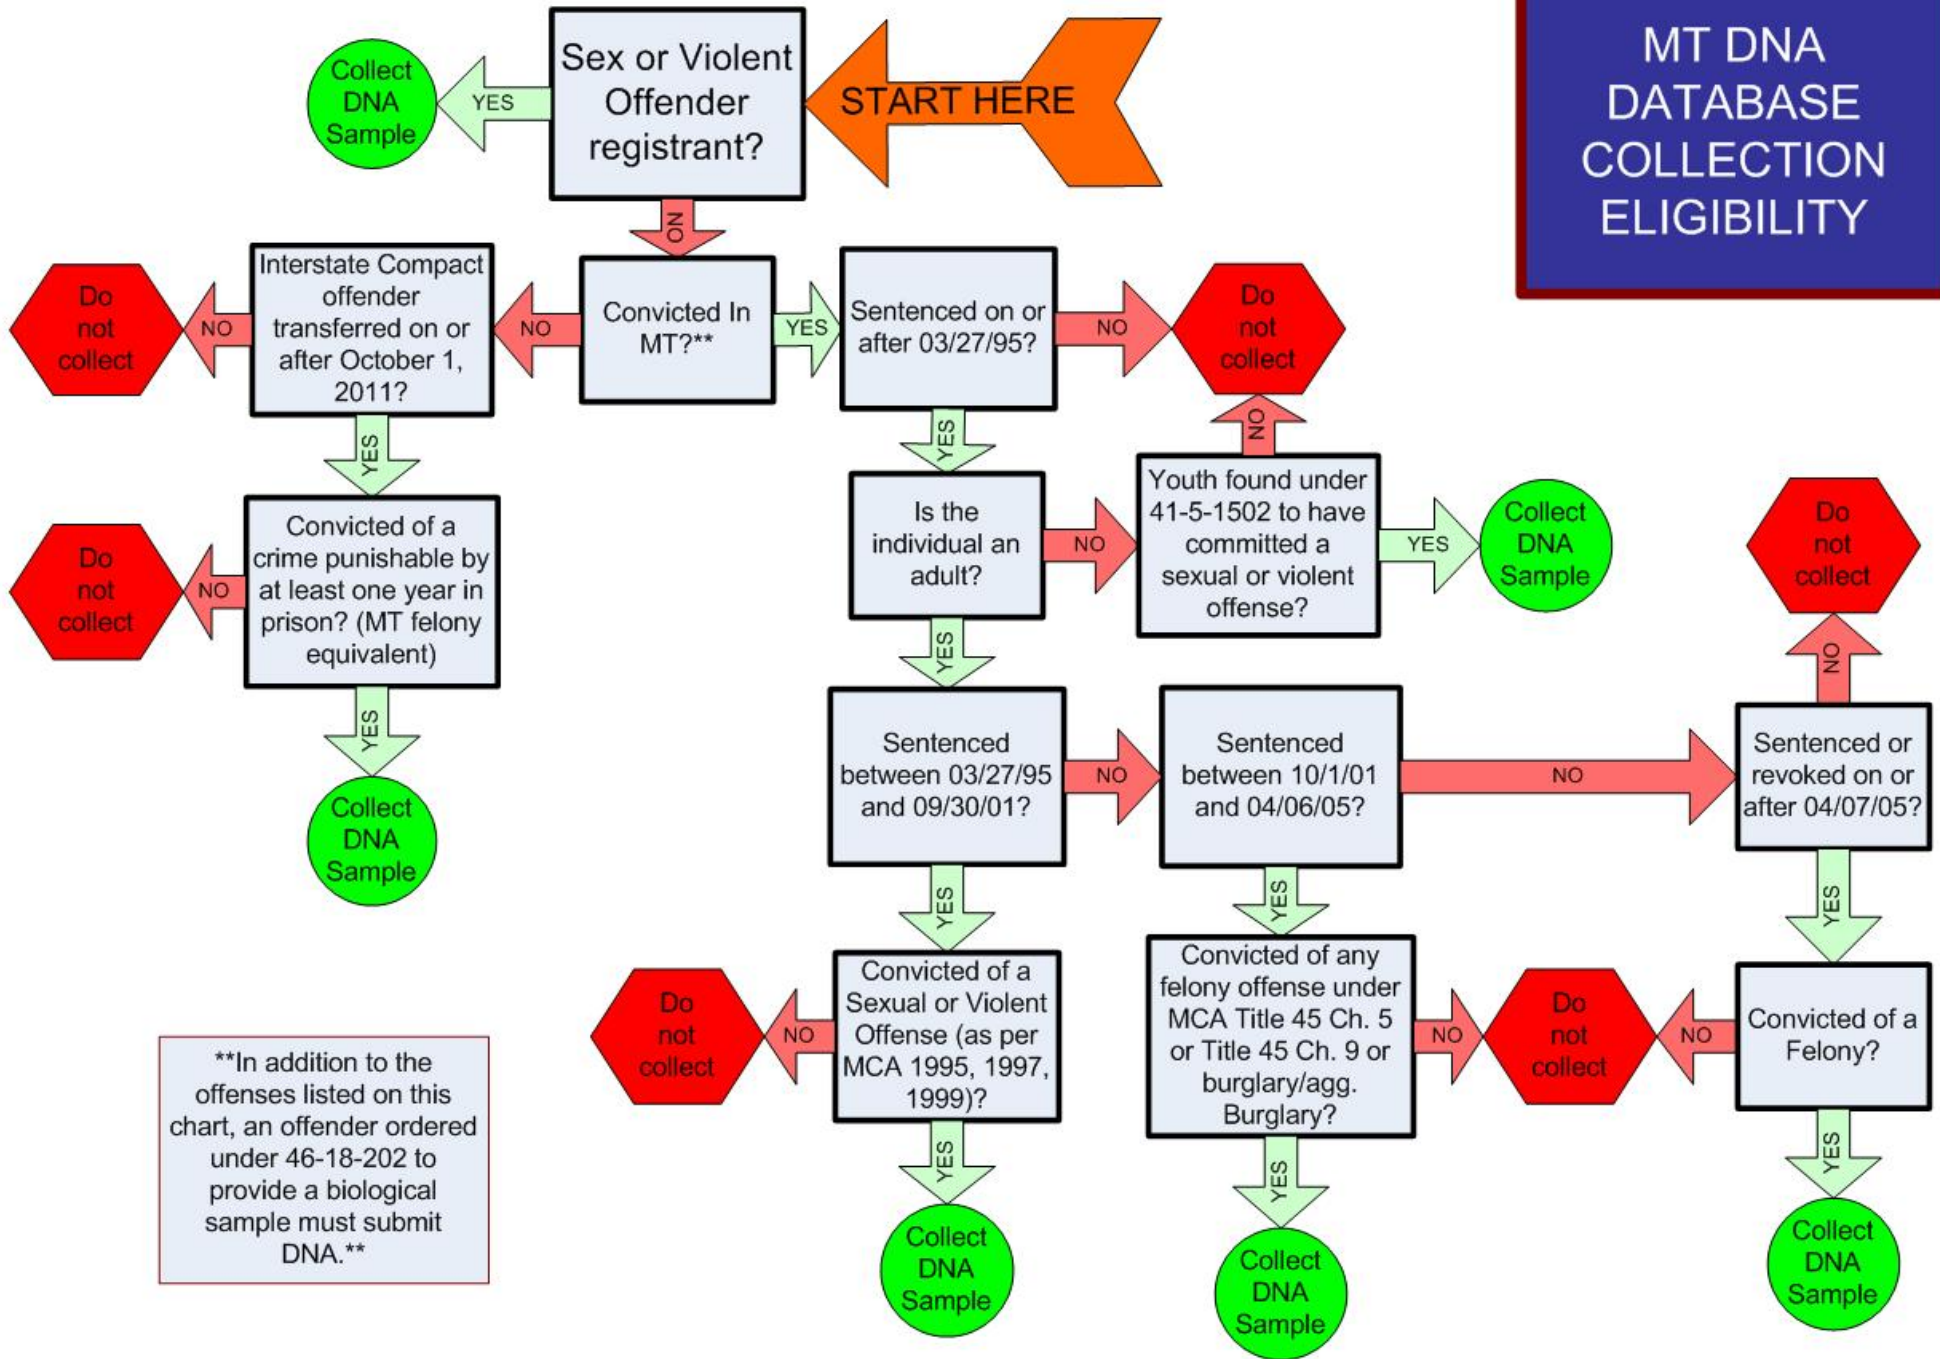 MT DNA
DATABASE
COLLECTION
ELIGIBILITY
START HERE
Sex or Violent
Offender
registrant?
YES
Collect
DNA
Sample
NO
Convicted In
MT?**
NO
Interstate Compact
offender
transferred on or
after October 1,
2011?
NO
Do
not
collect
YES
Convicted of a
crime punishable by
at least one year in
prison? (MT felony
equivalent)
NO
Do
not
collect
YES
Collect
DNA
Sample
YES
Sentenced on or
after 03/27/95?
NO
Do
not
collect
YES
Is the
individual an
adult?
NO
Youth found under
41-5-1502 to have
committed a
sexual or violent
offense?
NO
YES
Collect
DNA
Sample
YES
Sentenced
between 03/27/95
and 09/30/01?
NO
Sentenced
between 10/1/01
and 04/06/05?
NO
Sentenced or
revoked on or
after 04/07/05?
NO
Do
not
collect
YES
Convicted of a
Sexual or Violent
Offense (as per
MCA 1995, 1997,
1999)?
NO
Do
not
collect
YES
Collect
DNA
Sample
YES
Convicted of any
felony offense under
MCA Title 45 Ch. 5
or Title 45 Ch. 9 or
burglary/agg.
Burglary?
NO
Do
not
collect
YES
Collect
DNA
Sample
YES
Convicted of a
Felony?
NO
YES
Collect
DNA
Sample
**In addition to the
offenses listed on this
chart, an offender ordered
under 46-18-202 to
provide a biological
sample must submit
DNA.**